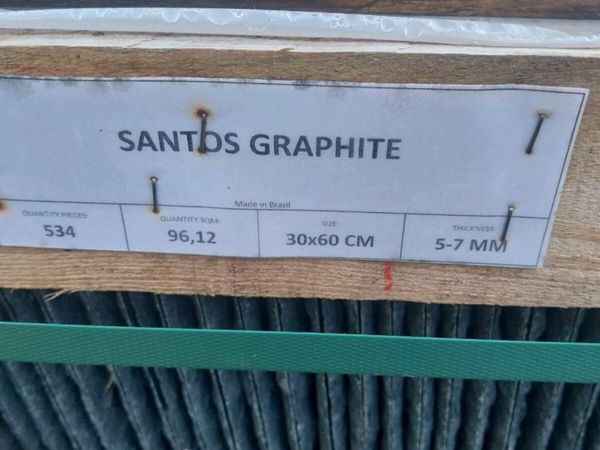 SANTOS GRAPHITE
Made in Brazil
QUANTITY PIECES:
534
QUANTITY SQM:
96,12
SIZE:
30x60 CM
THICKNESS:
5-7 MM